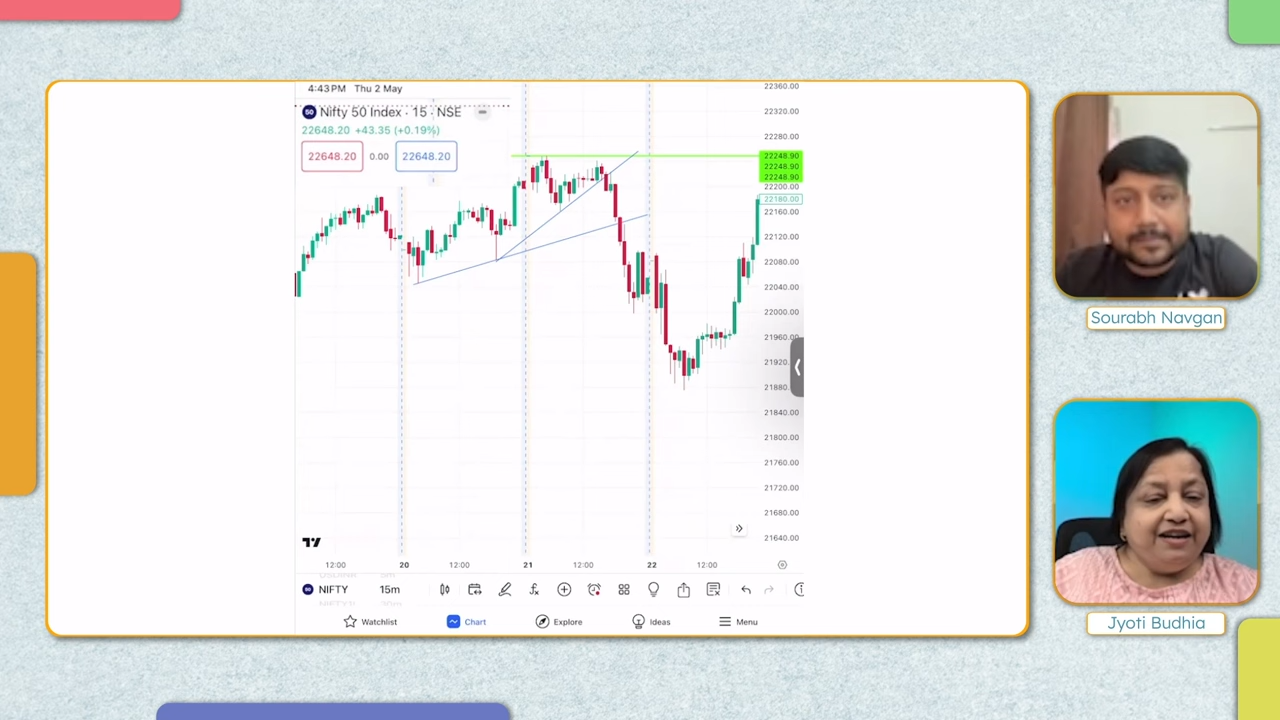 4:43PM Thu 2 May
50 Nifty 50 Index · 15 · NSE
22648.20 +43.35 (+0.19%)
22648.20 0.00 22648.20
22360.00
22320.00
22280.00
22248.90
22248.90
22248.90
22200.00
22180.00
22160.00
22120.00
22080.00
22040.00
22000.00
21960.00
21920.
21880.00
21840.00
21800.00
21760.00
21720.00
21680.00
21640.00
12:00 20 12:00 21 12:00 22 12:00
NIFTY 15m
Watchlist Chart Explore Ideas Menu
Sourabh Navgan
Jyoti Budhia